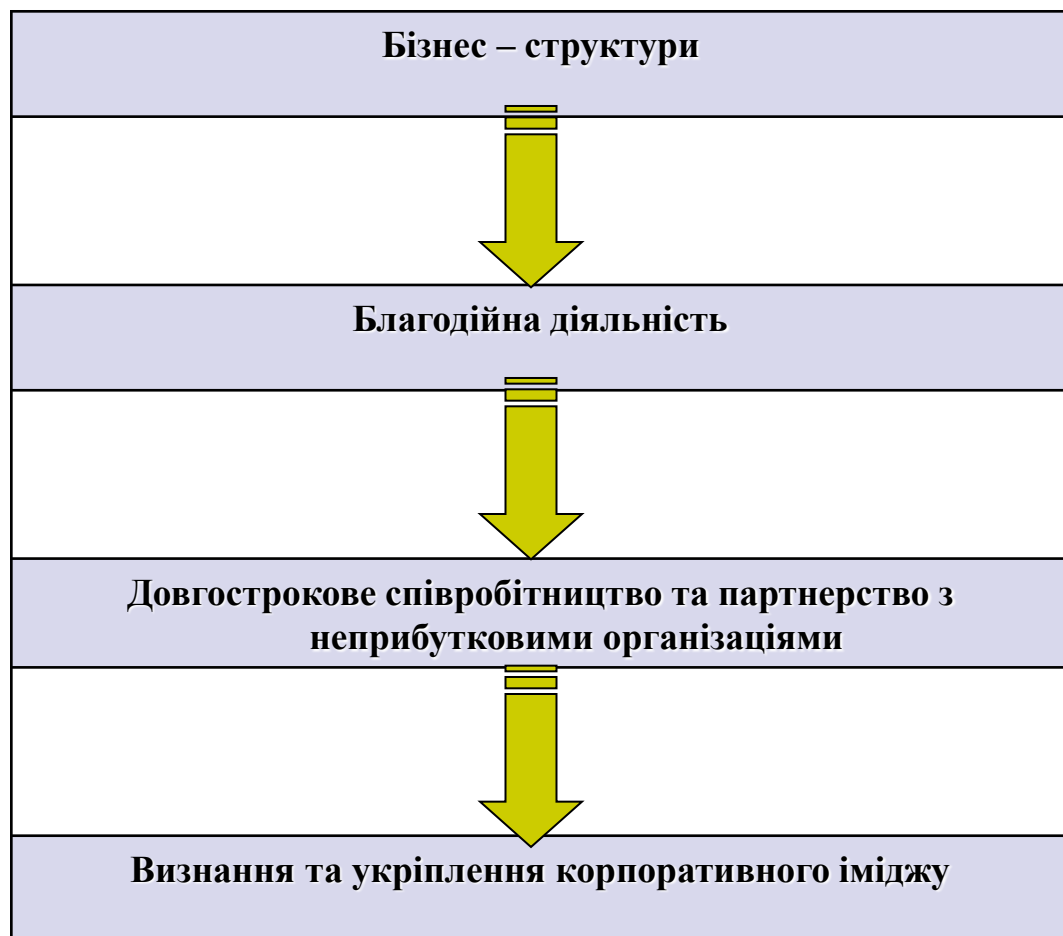 Бізнес – структури
Благодійна діяльність
Довгострокове співробітництво та партнерство з
неприбутковими організаціями
Визнання та укріплення корпоративного іміджу